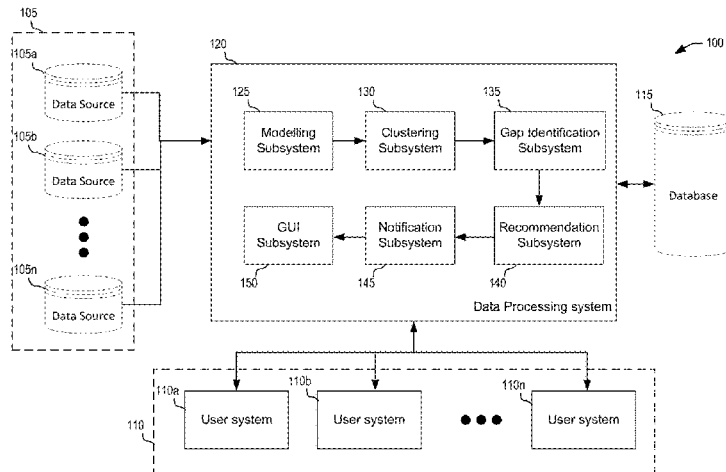 105
100
105a
Data Source
105b
Data Source
105n
Data Source
120
125
Modelling
Subsystem
130
Clustering
Subsystem
135
Gap Identification
Subsystem
GUI
Subsystem
150
Notification
Subsystem
145
Recommendation
Subsystem
140
Data Processing system
115
Database
110
110a
User system
110b
User system
110n
User system